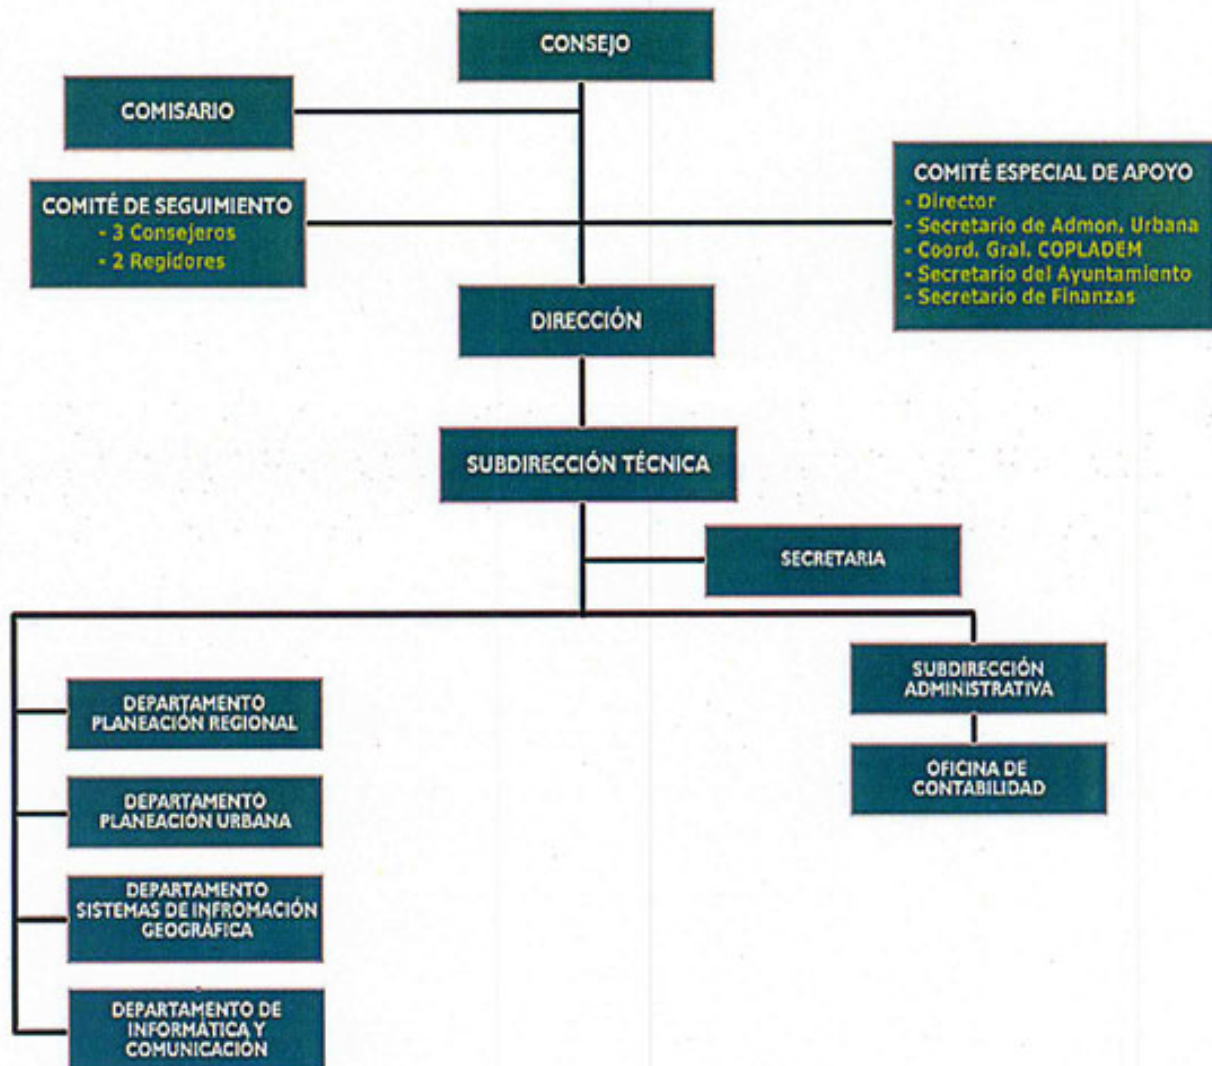 CONSEJO
COMISARIO
COMITÉ DE SEGUIMIENTO
- 3 Consejeros
- 2 Regidores
COMITÉ ESPECIAL DE APOYO
- Director
- Secretario de Admon. Urbana
- Coord. Gral. COPLADEM
- Secretario del Ayuntamiento
- Secretario de Finanzas
DIRECCIÓN
SUBDIRECCIÓN TÉCNICA
SECRETARIA
SUBDIRECCIÓN
ADMINISTRATIVA
OFICINA DE
CONTABILIDAD
DEPARTAMENTO
PLANEACIÓN REGIONAL
DEPARTAMENTO
PLANEACIÓN URBANA
DEPARTAMENTO
SISTEMAS DE INFROMACIÓN
GEOGRÁFICA
DEPARTAMENTO DE
INFORMÁTICA Y
COMUNICACIÓN